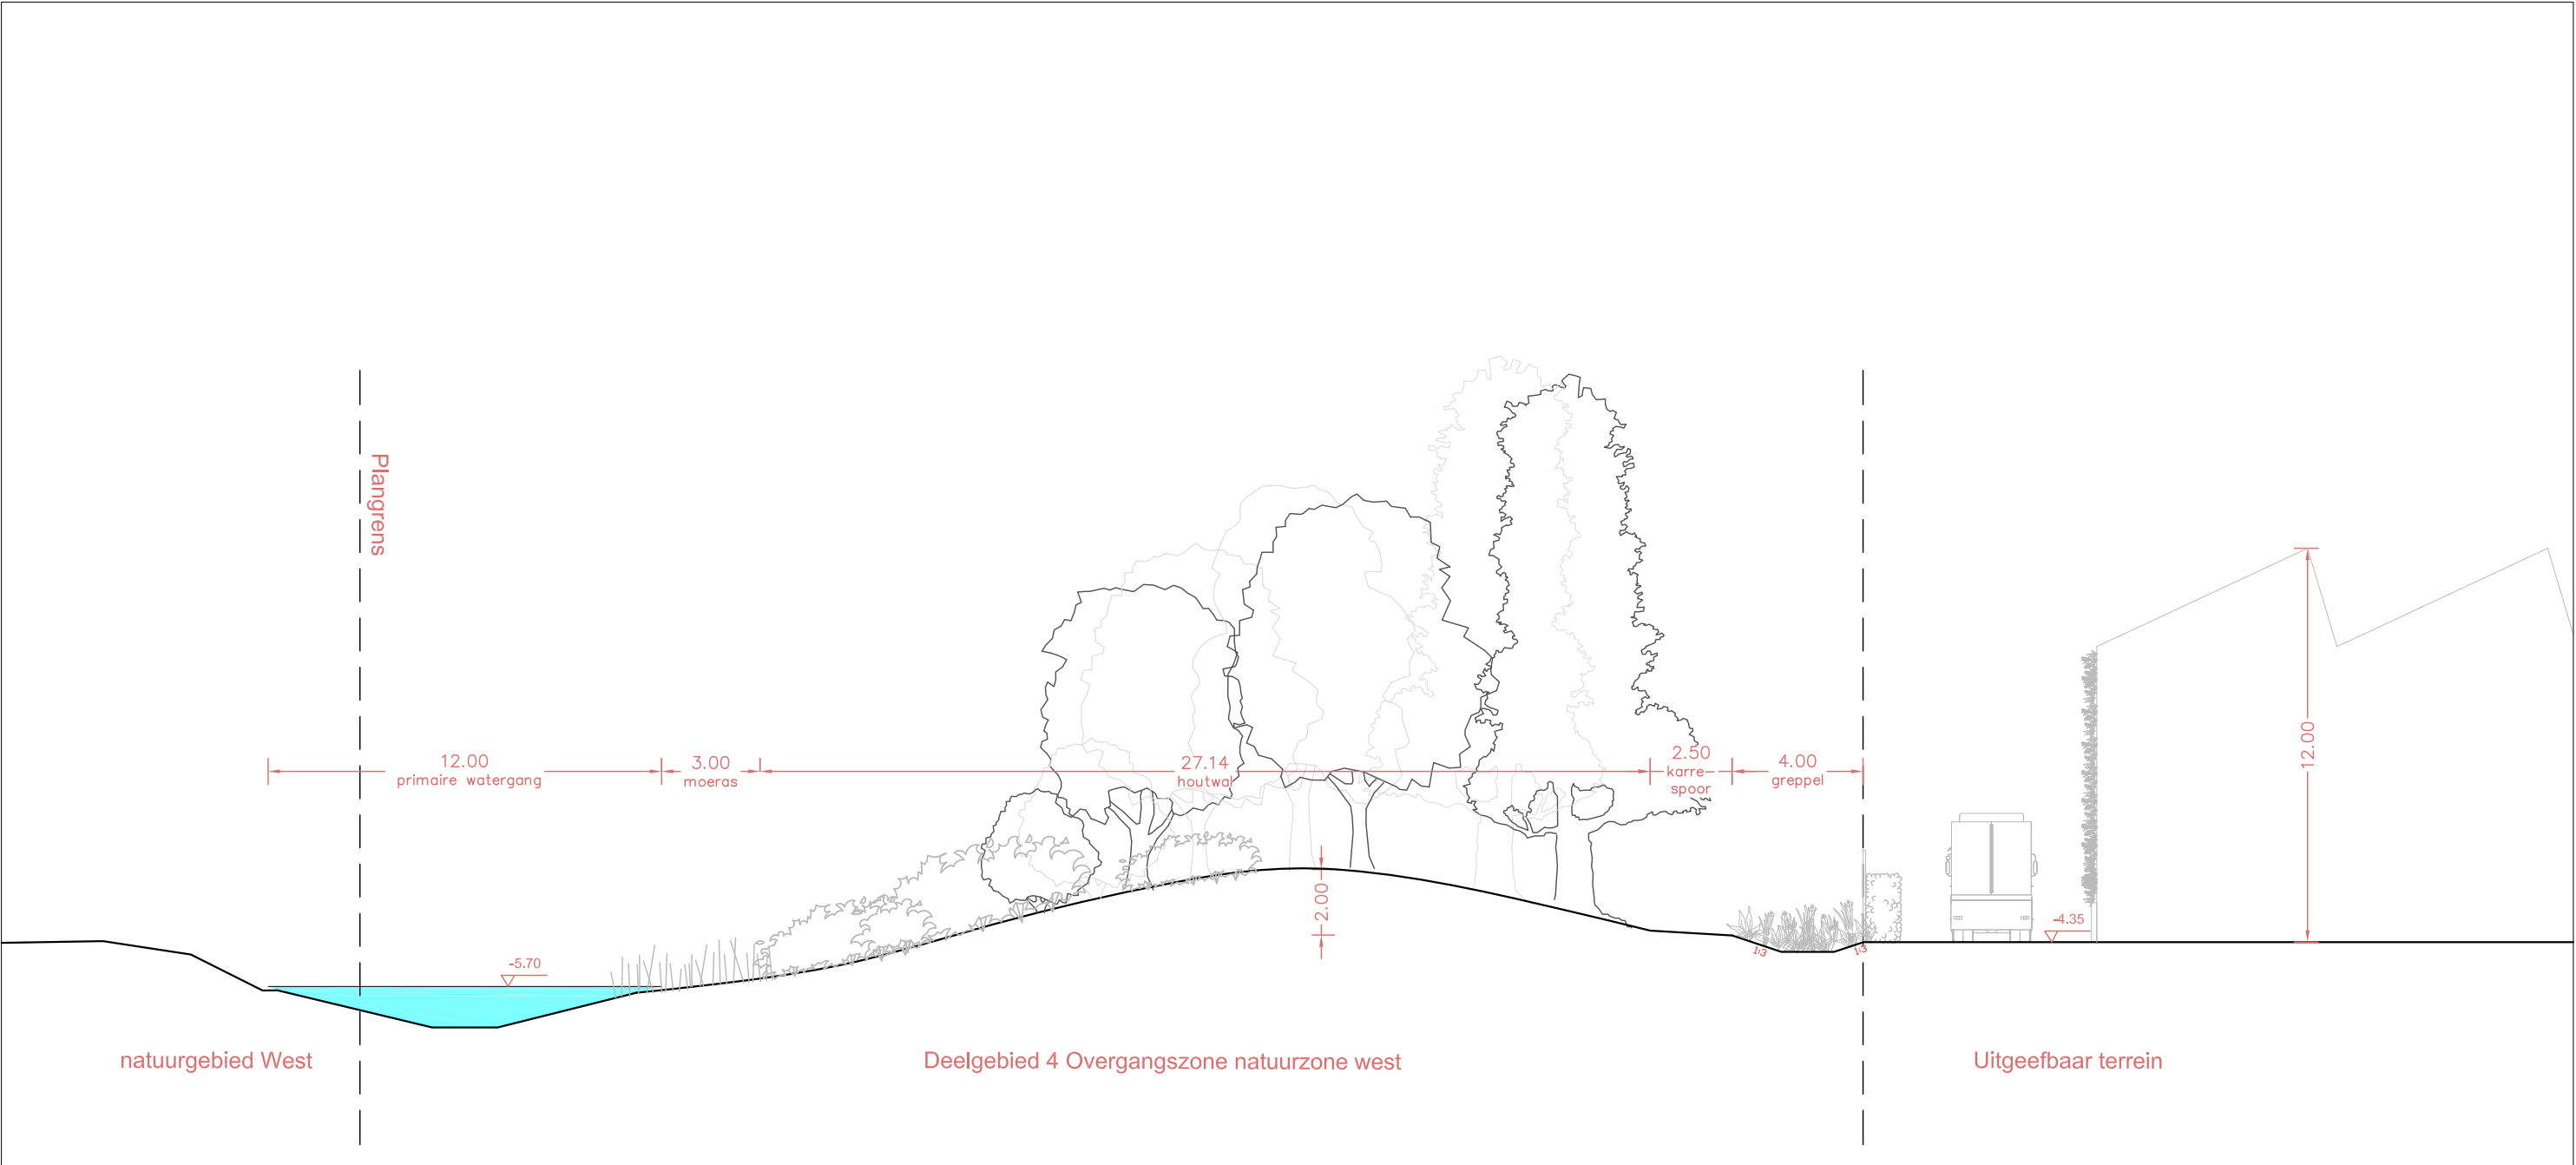 Plangrens
12.00
primaire watergang
3.00
moeras
27.14
houtwal
2.50
karre-
spoor
4.00
greppel
12.00
2.00
-4.35
1:3
1:3
-5.70
natuurgebied West
Deelgebied 4 Overgangszone natuurzone west
Uitgeefbaar terrein